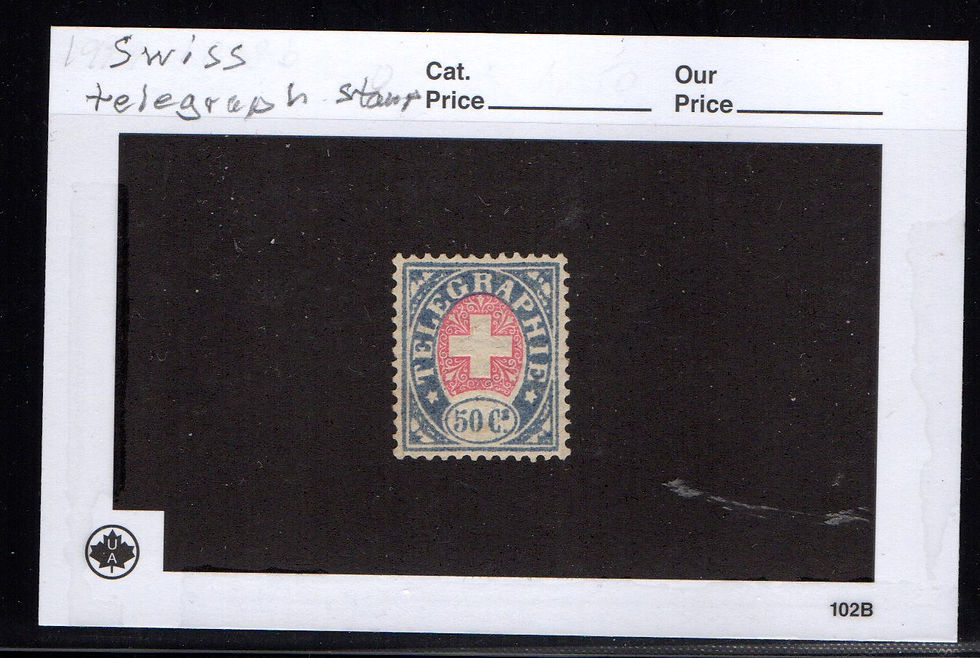 Swiss
telegraph stamp
Cat.
Price
Our
Price
TELEGRAPHIE
50 Cs.
U
A
102B